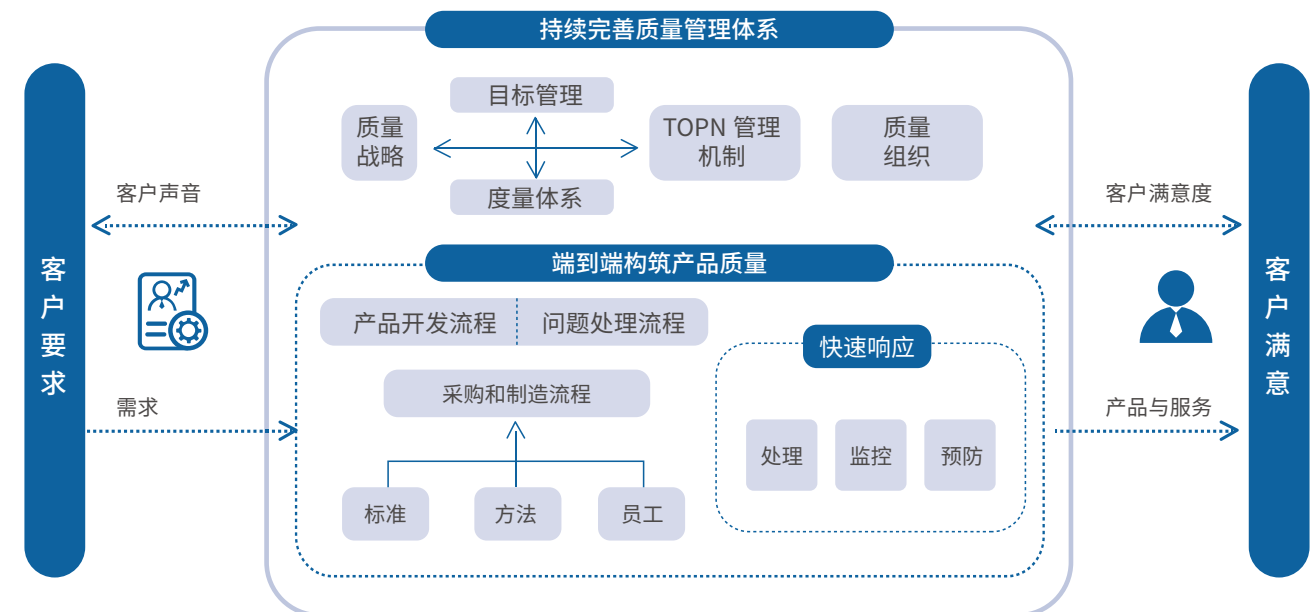 持续完善质量管理体系
目标管理
质量
战略
TOPN 管理
机制
质量
组织
度量体系
客户声音
客户满意度
客户要求
客户满意
端到端构筑产品质量
产品开发流程
问题处理流程
快速响应
采购和制造流程
需求
产品与服务
处理
监控
预防
标准
方法
员工